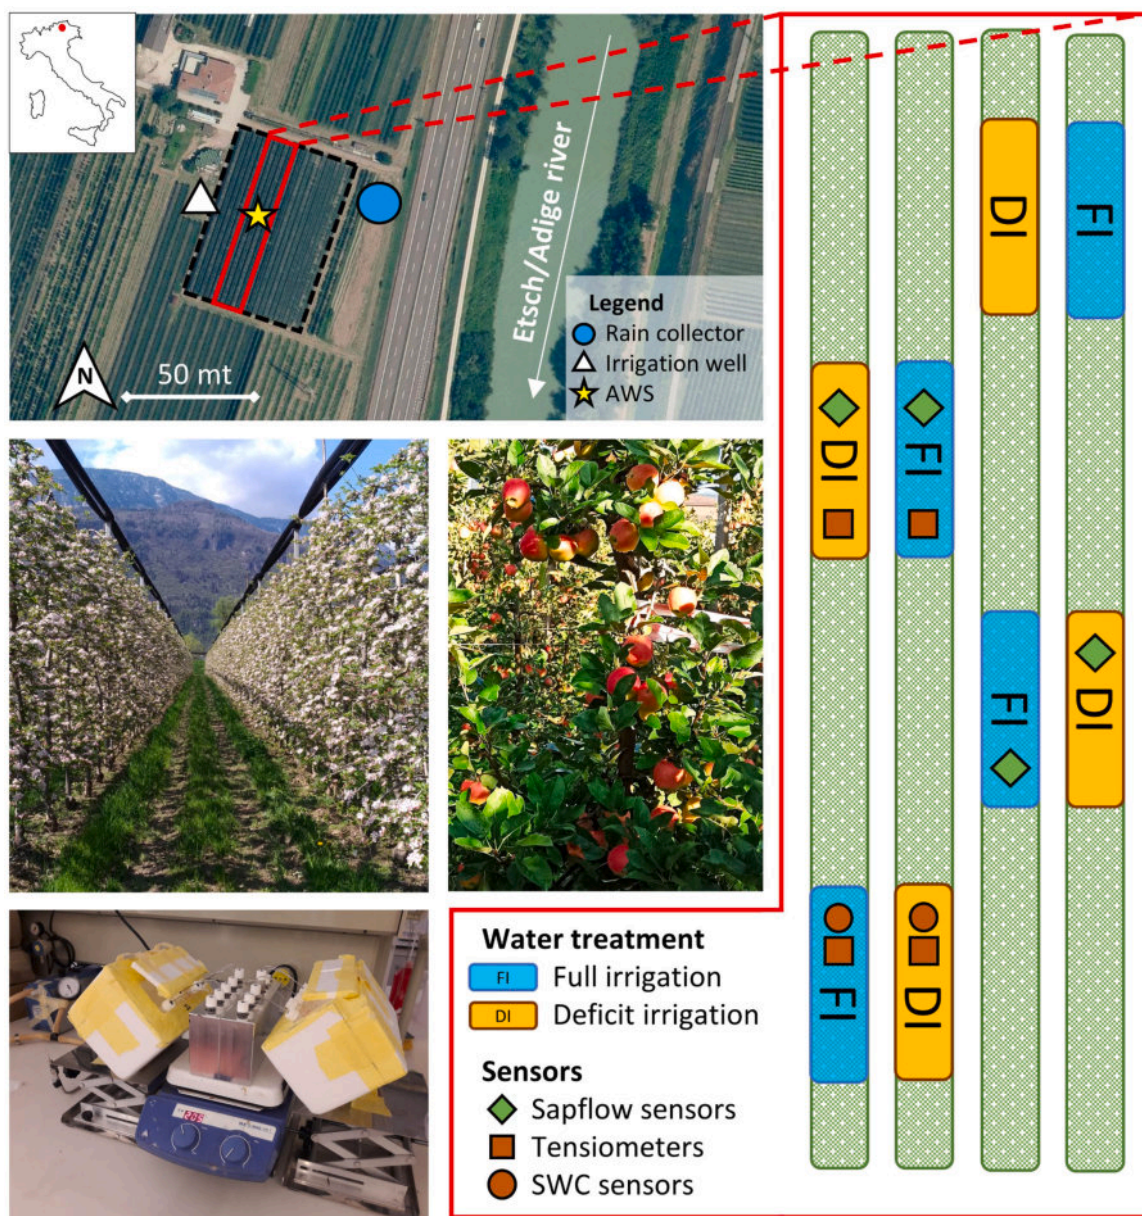 Etsch/Adige river
Legend
Rain collector
Irrigation well
AWS
N
50 mt
DI
FI
DI
FI
FI
DI
FI
DI
Water treatment
FI Full irrigation
DI Deficit irrigation
Sensors
Sapflow sensors
Tensiometers
SWC sensors